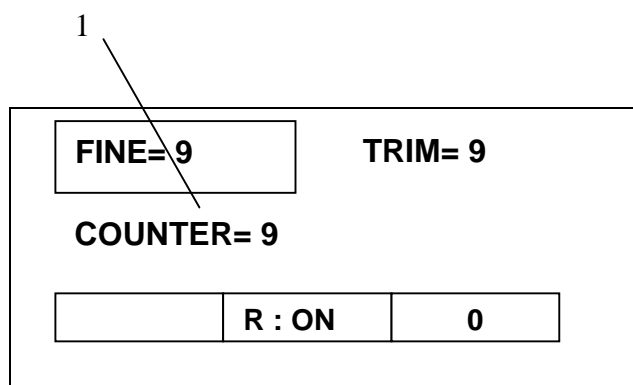 1
FINE= 9 TRIM= 9
COUNTER= 9
R : ON 0